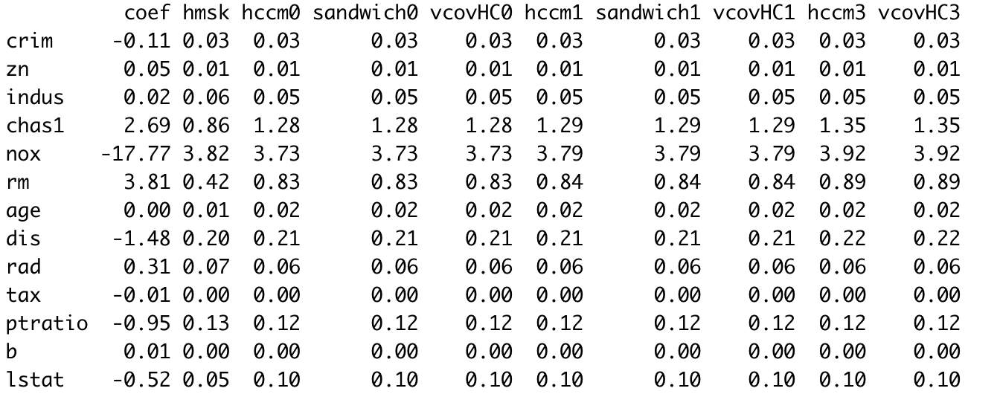 coef hmsk hccm0 sandwich0 vcovHC0 hccm1 sandwich1 vcovHC1 hccm3 vcovHC3
crim -0.11 0.03 0.03 0.03 0.03 0.03 0.03 0.03 0.03 0.03
zn 0.05 0.01 0.01 0.01 0.01 0.01 0.01 0.01 0.01 0.01
indus 0.02 0.06 0.05 0.05 0.05 0.05 0.05 0.05 0.05 0.05
chas1 2.69 0.86 1.28 1.28 1.28 1.29 1.29 1.29 1.35 1.35
nox -17.77 3.82 3.73 3.73 3.73 3.79 3.79 3.79 3.92 3.92
rm 3.81 0.42 0.83 0.83 0.83 0.84 0.84 0.84 0.89 0.89
age 0.00 0.01 0.02 0.02 0.02 0.02 0.02 0.02 0.02 0.02
dis -1.48 0.20 0.21 0.21 0.21 0.21 0.21 0.21 0.22 0.22
rad 0.31 0.07 0.06 0.06 0.06 0.06 0.06 0.06 0.06 0.06
tax -0.01 0.00 0.00 0.00 0.00 0.00 0.00 0.00 0.00 0.00
ptratio -0.95 0.13 0.12 0.12 0.12 0.12 0.12 0.12 0.12 0.12
b 0.01 0.00 0.00 0.00 0.00 0.00 0.00 0.00 0.00 0.00
lstat -0.52 0.05 0.10 0.10 0.10 0.10 0.10 0.10 0.10 0.10